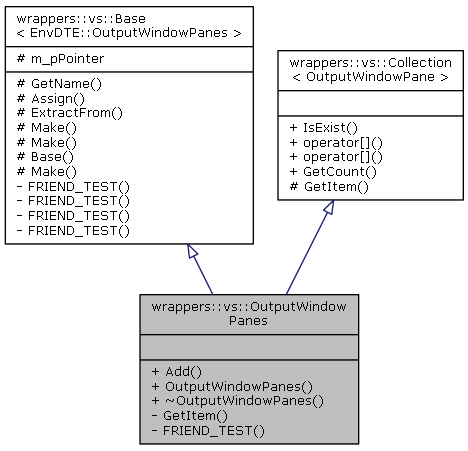 wrappers::vs::Base
< EnvDTE::OutputWindowPanes >
# m_pPointer
# GetName()
# Assign()
# ExtractFrom()
# Make()
# Make()
# Base()
# Make()
- FRIEND_TEST()
- FRIEND_TEST()
- FRIEND_TEST()
- FRIEND_TEST()
wrappers::vs::Collection
< OutputWindowPane >
+ IsExist()
+ operator[]()
+ operator[]()
+ GetCount()
# GetItem()
wrappers::vs::OutputWindow
Panes
+ Add()
+ OutputWindowPanes()
+ ~OutputWindowPanes()
- GetItem()
- FRIEND_TEST()